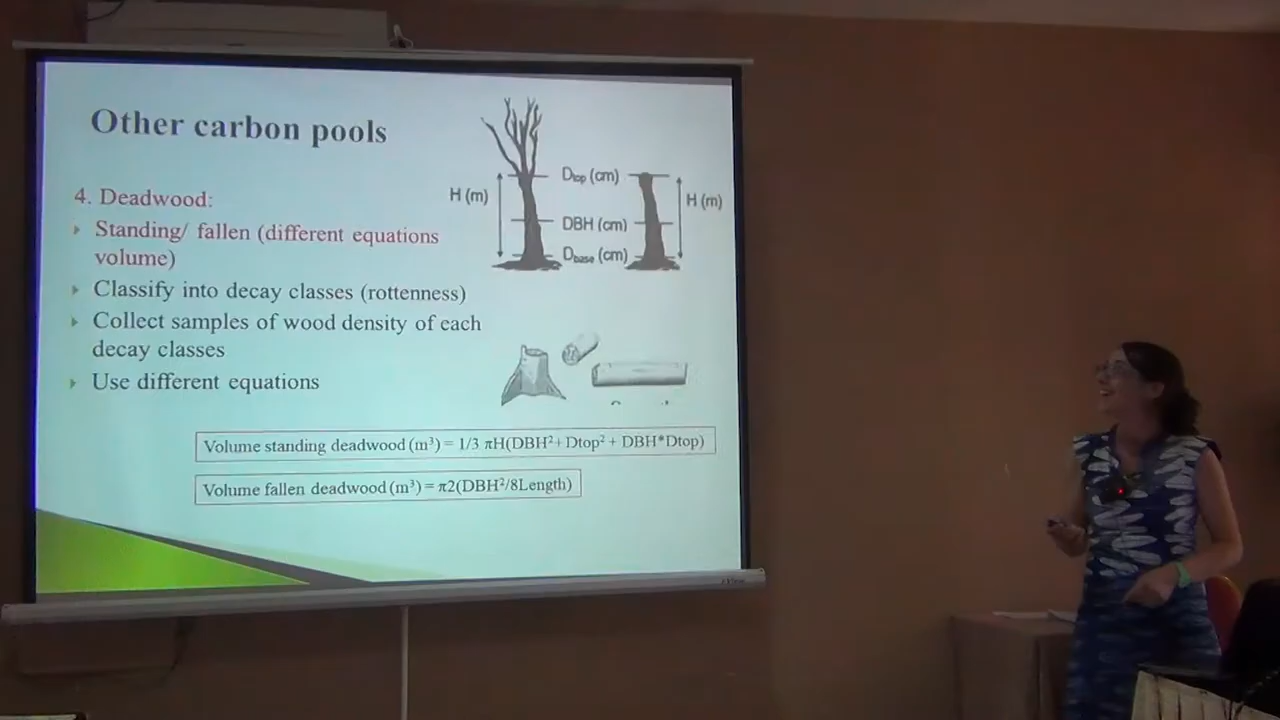 Other carbon pools
4. Deadwood:
Standing/ fallen (different equations
volume)
Classify into decay classes (rottenness)
Collect samples of wood density of each
decay classes
Use different equations
H (m)
Dtop (cm)
DBH (cm)
Dbase (cm)
H (m)
Volume standing deadwood (m³) = 1/3 πH(DBH²+ Dtop² + DBH*Dtop)
Volume fallen deadwood (m³) = π2(DBH²/8Length)